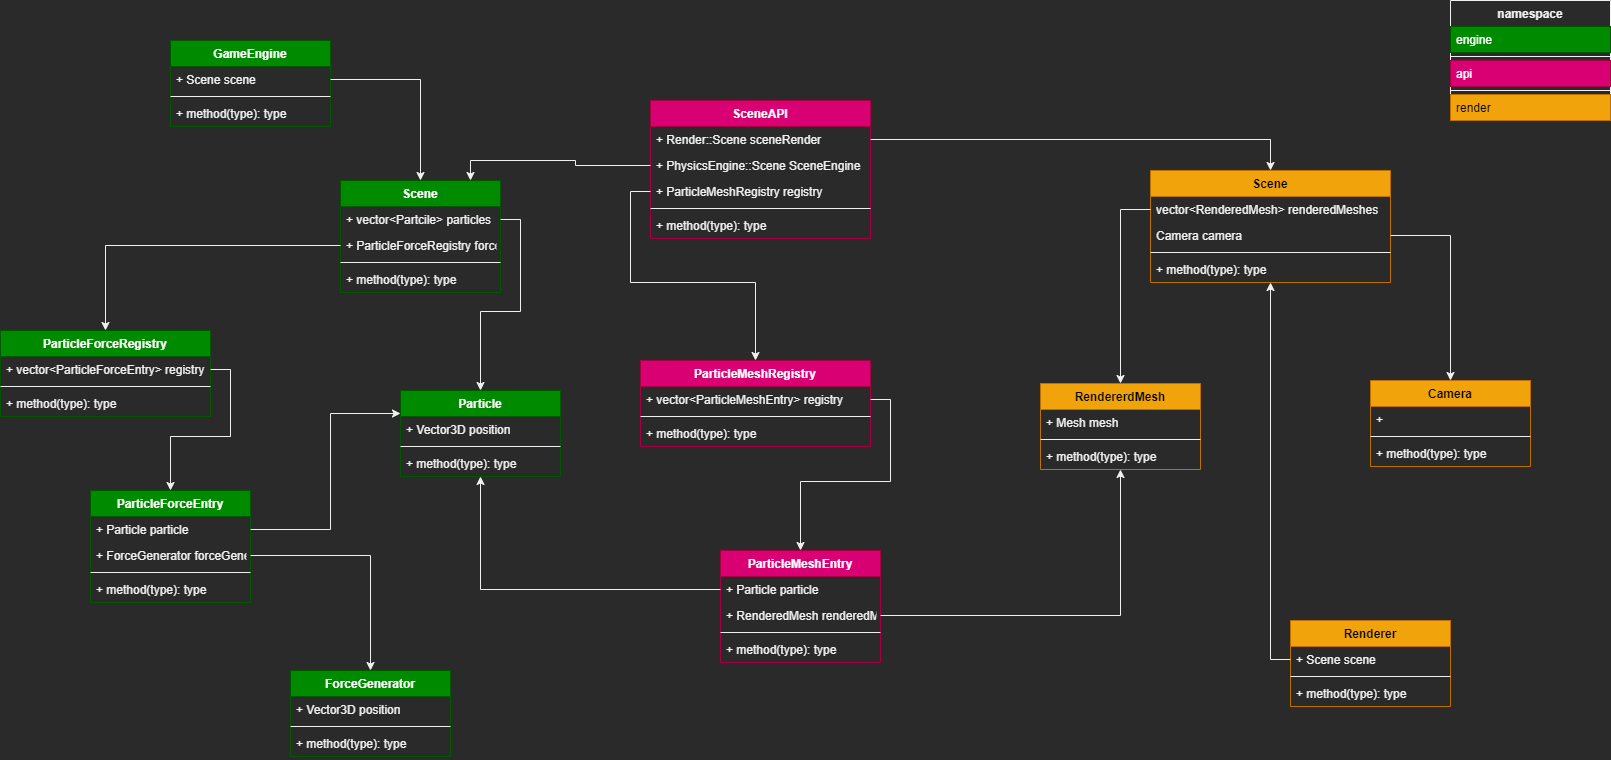 namespace
engine
api
render
GameEngine
+ Scene scene
+ method(type): type
SceneAPI
+ Render::Scene sceneRender
+ PhysicsEngine::Scene SceneEngine
+ ParticleMeshRegistry registry
+ method(type): type
Scene
+ vector<Partcile> particles
+ ParticleForceRegistry forc
+ method(type): type
Scene
vector<RenderedMesh> renderedMeshes
Camera camera
+ method(type): type
ParticleForceRegistry
+ vector<ParticleForceEntry> registry
+ method(type): type
Particle
+ Vector3D position
+ method(type): type
ParticleMeshRegistry
+ vector<ParticleMeshEntry> registry
+ method(type): type
RendererdMesh
+ Mesh mesh
+ method(type): type
Camera
+
+ method(type): type
ParticleForceEntry
+ Particle particle
+ ForceGenerator forceGene
+ method(type): type
ParticleMeshEntry
+ Particle particle
+ RenderedMesh renderedM
+ method(type): type
Renderer
+ Scene scene
+ method(type): type
ForceGenerator
+ Vector3D position
+ method(type): type